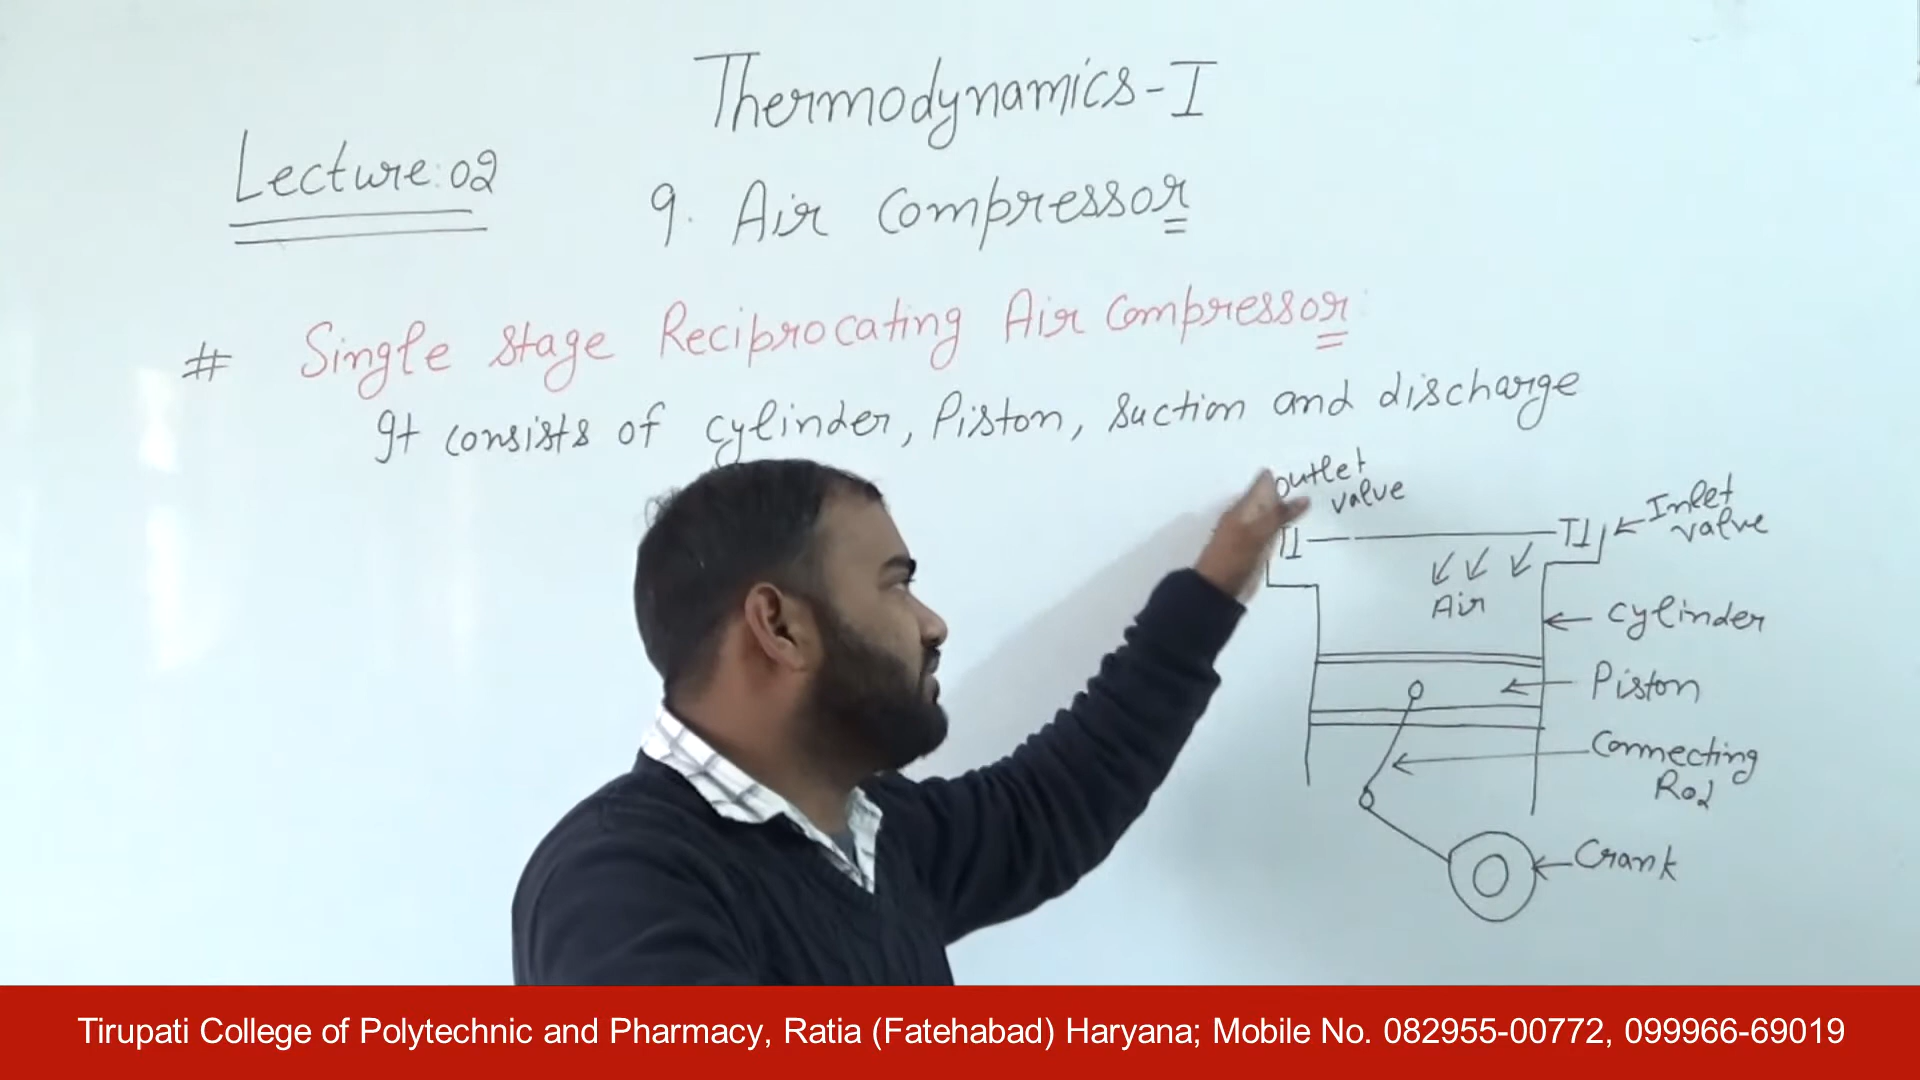 Thermodynamics-I
Lecture:02
9. Air Compressor
# Single Stage Reciprocating Air Compressor:
It consists of cylinder, Piston, suction and discharge
outlet
valve
Inlet
valve
Air
cylinder
Piston
Connecting
Rod
Crank
Tirupati College of Polytechnic and Pharmacy, Ratia (Fatehabad) Haryana; Mobile No. 082955-00772, 099966-69019